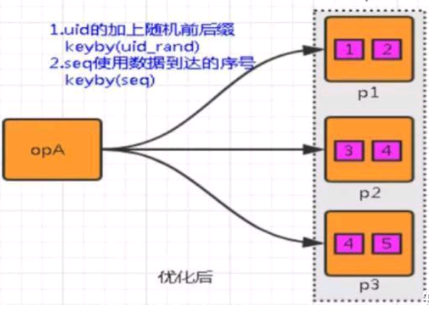 1.uid的加上随机前后缀
keyby(uid_rand)
2.seq使用数据到达的序号
keyby(seq)
opA
1 2
p1
3 4
p2
4 5
p3
优化后